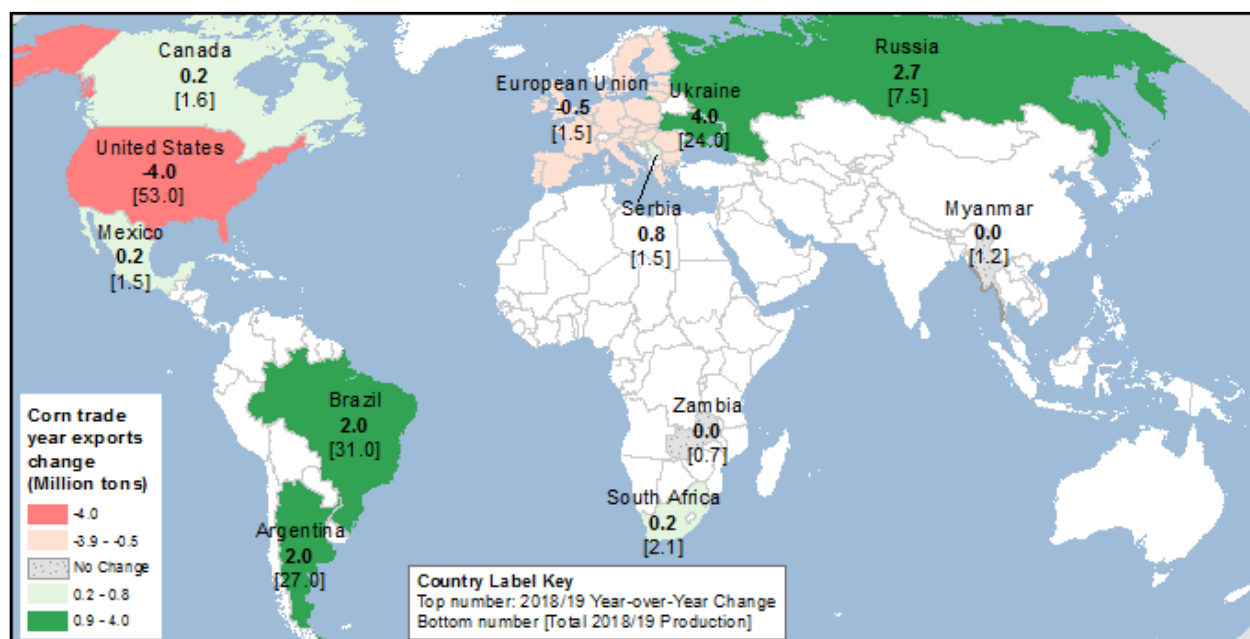 Canada
0.2
[1.6]
United States
-4.0
[53.0]
Mexico
0.2
[1.5]
European Union
-0.5
[1.5]
Ukraine
4.0
[24.0]
Russia
2.7
[7.5]
Serbia
0.8
[1.5]
Myanmar
0.0
[1.2]
Brazil
2.0
[31.0]
Argentina
2.0
[27.0]
Zambia
0.0
[0.7]
South Africa
0.2
[2.1]
Corn trade
year exports
change
(Million tons)
-4.0
-3.9 - -0.5
No Change
0.2 - 0.8
0.9 - 4.0
Country Label Key
Top number: 2018/19 Year-over-Year Change
Bottom number [Total 2018/19 Production]